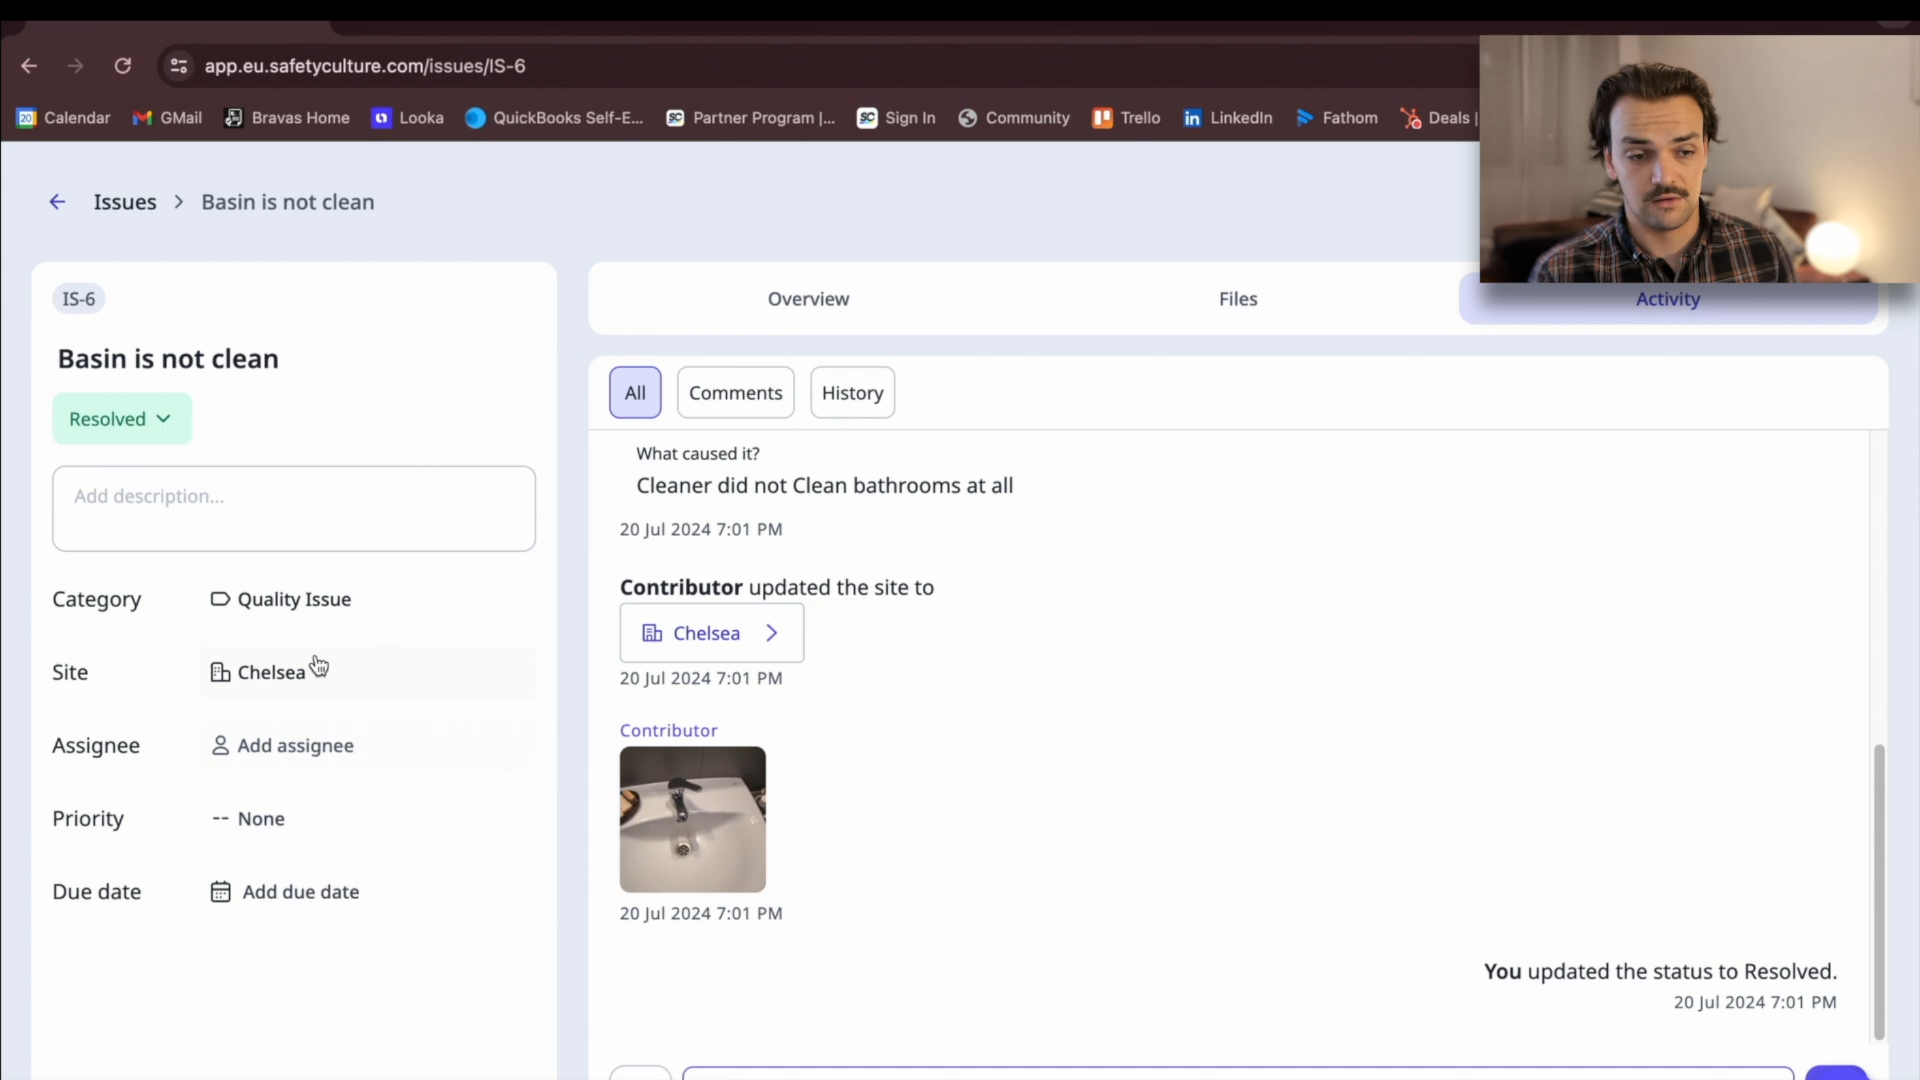 app.eu.safetyculture.com/issues/IS-6
20 Calendar GMail Bravas Home Looka QuickBooks Self-E... SC Partner Program |... SC Sign In Community Trello in LinkedIn Fathom Deals |
Issues > Basin is not clean
IS-6
Basin is not clean
Resolved
Add description...
Category Quality Issue
Site Chelsea
Assignee Add assignee
Priority -- None
Due date Add due date
Overview Files Activity
All Comments History
What caused it?
Cleaner did not Clean bathrooms at all
20 Jul 2024 7:01 PM
Contributor updated the site to
Chelsea
20 Jul 2024 7:01 PM
Contributor
20 Jul 2024 7:01 PM
You updated the status to Resolved.
20 Jul 2024 7:01 PM